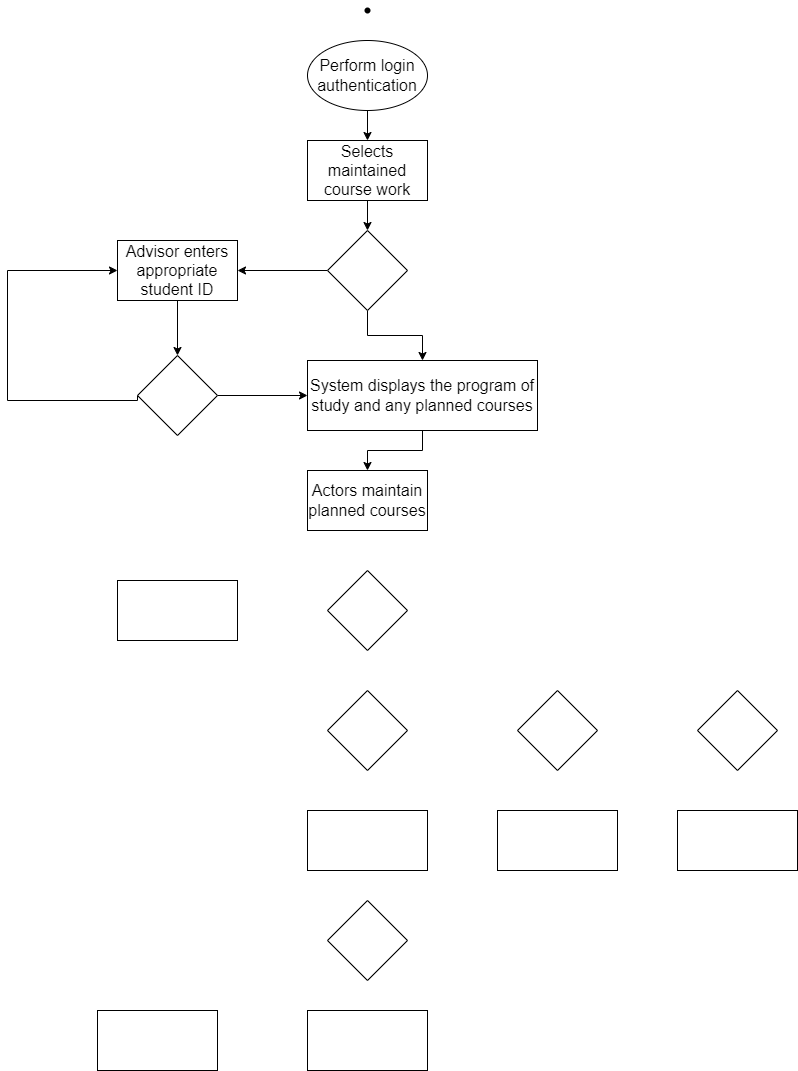 Perform login
authentication
Selects
maintained
course work
Advisor enters
appropriate
student ID
System displays the program of
study and any planned courses
Actors maintain
planned courses